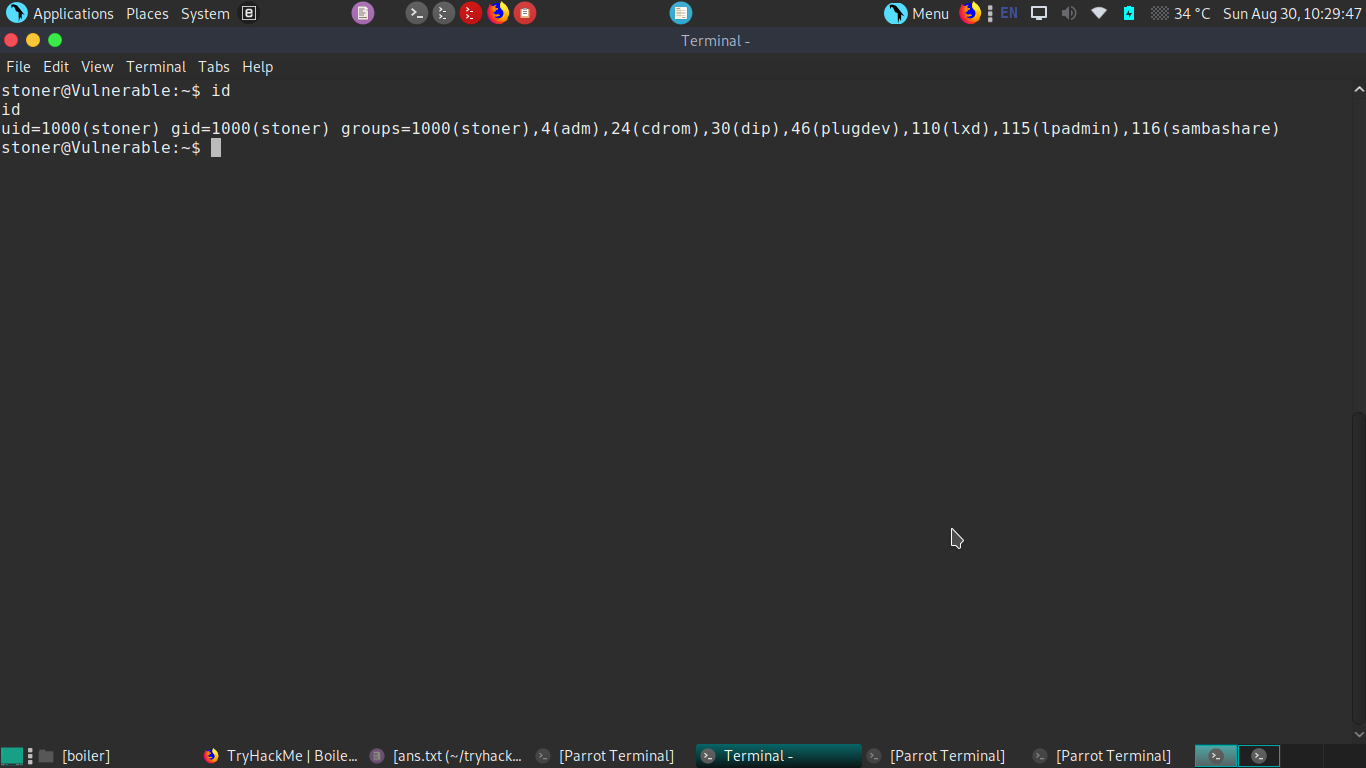 Applications Places System Menu EN 34 °C Sun Aug 30, 10:29:47
Terminal -
File Edit View Terminal Tabs Help
stoner@Vulnerable:~$ id
id
uid=1000(stoner) gid=1000(stoner) groups=1000(stoner),4(adm),24(cdrom),30(dip),46(plugdev),110(lxd),115(lpadmin),116(sambashare)
stoner@Vulnerable:~$
[boiler] TryHackMe | Boile... [ans.txt (~/tryhack... [Parrot Terminal] Terminal - [Parrot Terminal] [Parrot Terminal]